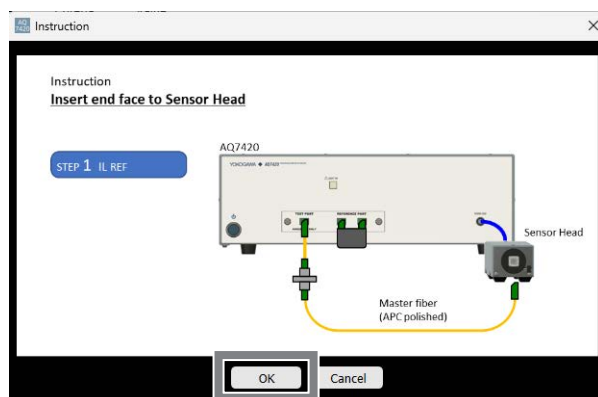 Instruction
Instruction
Insert end face to Sensor Head
STEP 1 IL REF
AQ7420
YOKOGAWA ◆ AQ7420
TEST PORT
REFERENCE PORT
Sensor Head
Master fiber
(APC polished)
OK
Cancel